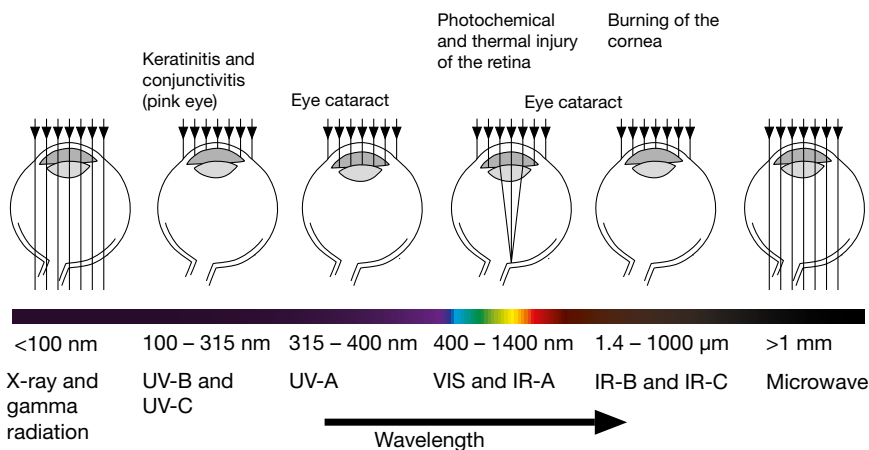 Photochemical
and thermal injury
of the retina
Burning of the
cornea
Keratinitis and
conjunctivitis
(pink eye)
Eye cataract
Eye cataract
<100 nm
100 – 315 nm
315 – 400 nm
400 – 1400 nm
1.4 – 1000 µm
>1 mm
X-ray and
gamma
radiation
UV-B and
UV-C
UV-A
VIS and IR-A
IR-B and IR-C
Microwave
Wavelength